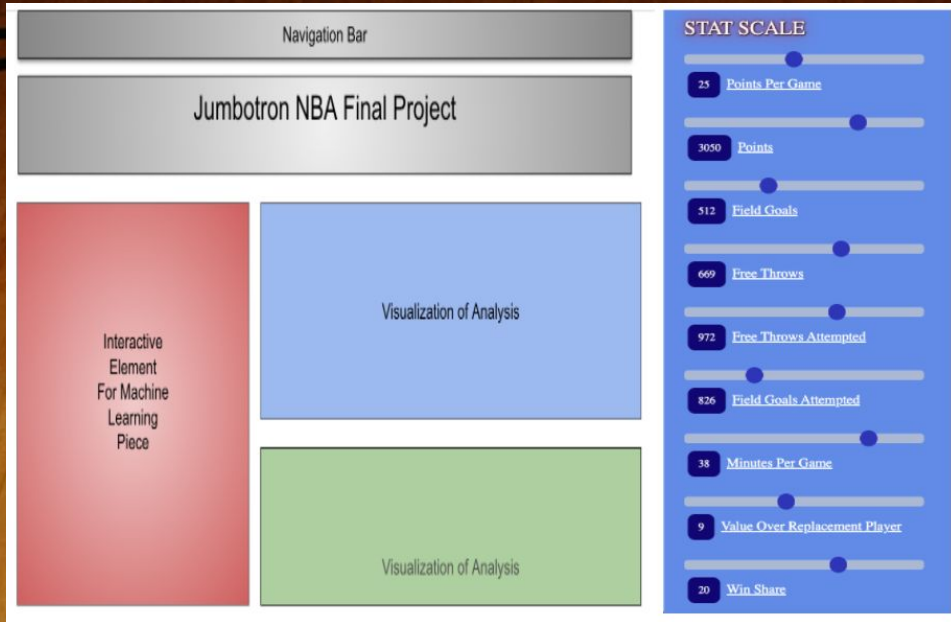 Navigation Bar
Jumbotron NBA Final Project
Interactive
Element
For Machine
Learning
Piece
Visualization of Analysis
Visualization of Analysis
STAT SCALE
25 Points Per Game
3050 Points
512 Field Goals
669 Free Throws
972 Free Throws Attempted
826 Field Goals Attempted
38 Minutes Per Game
9 Value Over Replacement Player
20 Win Share